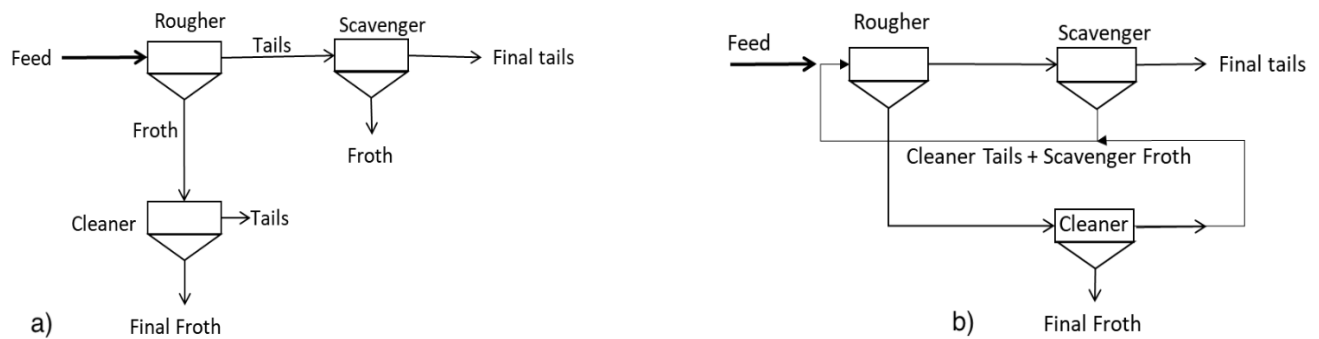 Rougher
Scavenger
Feed
Tails
Final tails
Froth
Froth
Cleaner
Tails
Final Froth
a)
Rougher
Scavenger
Feed
Final tails
Cleaner Tails + Scavenger Froth
Cleaner
Final Froth
b)